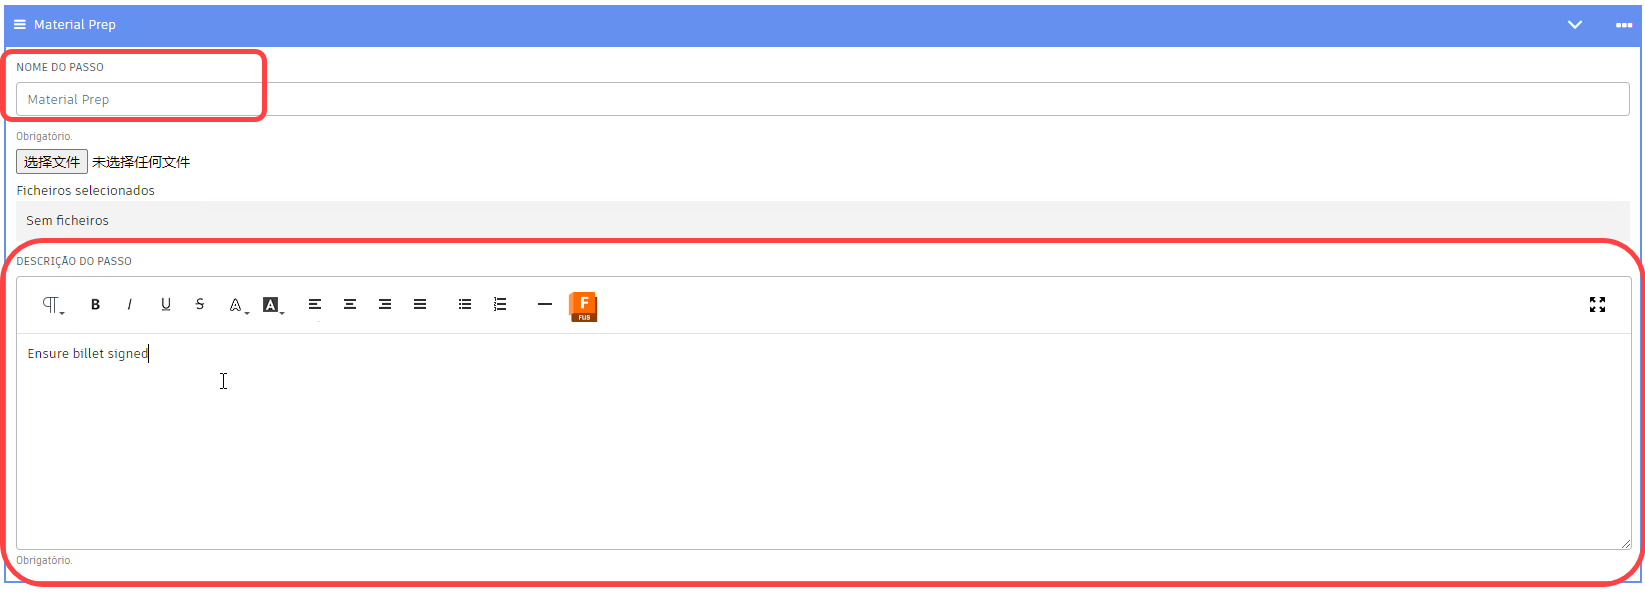 Material Prep
NOME DO PASSO
Material Prep
Obrigatório.
选择文件 未选择任何文件
Ficheiros selecionados
Sem ficheiros
DESCRIÇÃO DO PASSO
B I U S A A F FUS
Ensure billet signed
Obrigatório.